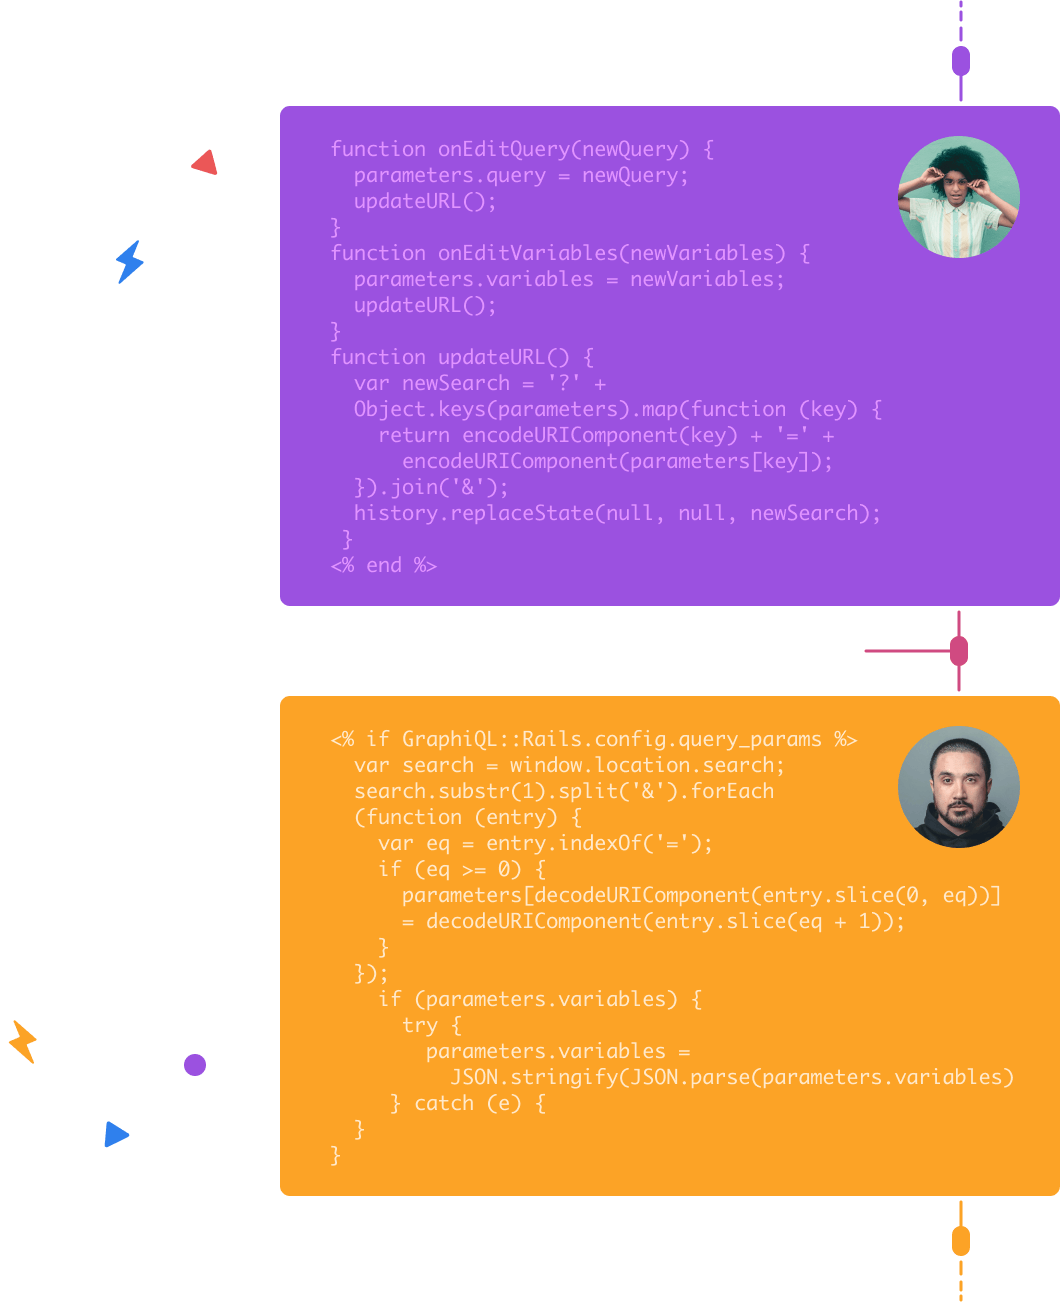 function onEditQuery(newQuery) {
  parameters.query = newQuery;
  updateURL();
}
function onEditVariables(newVariables) {
  parameters.variables = newVariables;
  updateURL();
}
function updateURL() {
  var newSearch = '?' +
  Object.keys(parameters).map(function (key) {
    return encodeURIComponent(key) + '=' +
      encodeURIComponent(parameters[key]);
  }).join('&');
  history.replaceState(null, null, newSearch);
 }
<% end %>
<% if GraphiQL::Rails.config.query_params %>
  var search = window.location.search;
  search.substr(1).split('&').forEach
  (function (entry) {
    var eq = entry.indexOf('=');
    if (eq >= 0) {
      parameters[decodeURIComponent(entry.slice(0, eq))]
      = decodeURIComponent(entry.slice(eq + 1));
    }
  });
    if (parameters.variables) {
      try {
        parameters.variables =
          JSON.stringify(JSON.parse(parameters.variables)
     } catch (e) {
  }
}